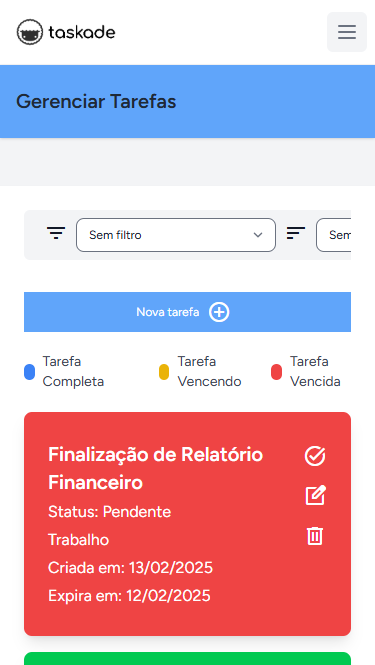 taskade
Gerenciar Tarefas
Sem filtro
Sem
Nova tarefa
Tarefa
Completa
Tarefa
Vencendo
Tarefa
Vencida
Finalização de Relatório
Financeiro
Status: Pendente
Trabalho
Criada em: 13/02/2025
Expira em: 12/02/2025